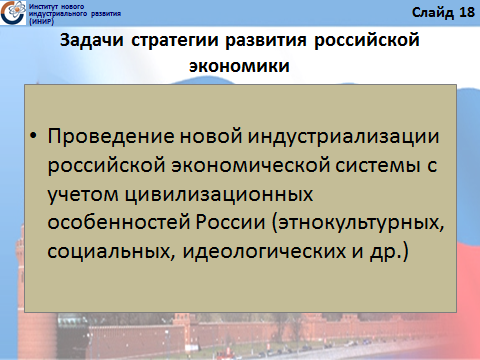 Институт нового
индустриального развития
(ИНИР)
Слайд 18
Задачи стратегии развития российской
экономики
• Проведение новой индустриализации
российской экономической системы с
учетом цивилизационных
особенностей России (этнокультурных,
социальных, идеологических и др.)